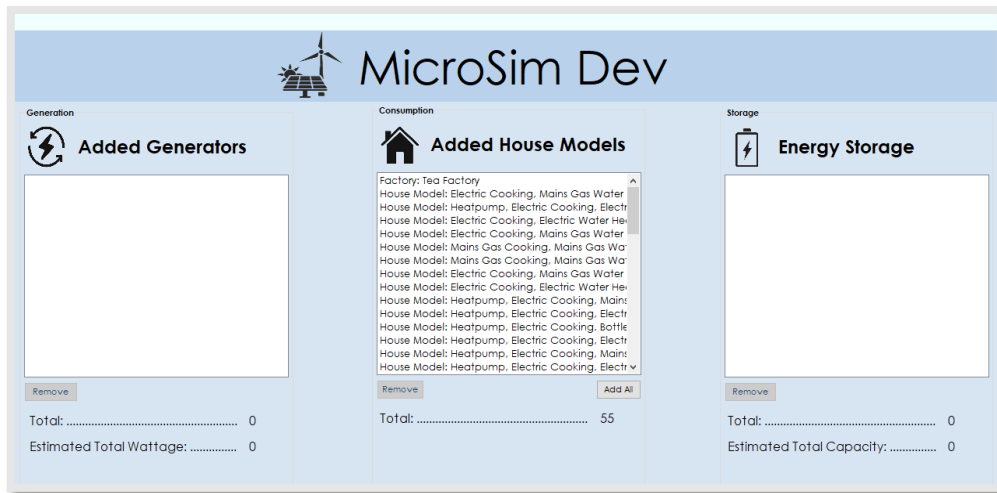 MicroSim Dev
Generation
Added Generators
Remove
Total: ........................................................ 0
Estimated Total Wattage: ............... 0
Consumption
Added House Models
Factory: Tea Factory
House Model: Electric Cooking, Mains Gas Water
House Model: Heatpump, Electric Cooking, Electr
House Model: Electric Cooking, Electric Water He
House Model: Electric Cooking, Mains Gas Water
House Model: Mains Gas Cooking, Mains Gas Wa
House Model: Mains Gas Cooking, Mains Gas Wa
House Model: Electric Cooking, Mains Gas Water
House Model: Electric Cooking, Electric Water He
House Model: Heatpump, Electric Cooking, Mains
House Model: Heatpump, Electric Cooking, Electr
House Model: Heatpump, Electric Cooking, Bottle
House Model: Heatpump, Electric Cooking, Electr
House Model: Heatpump, Electric Cooking, Mains
House Model: Heatpump, Electric Cooking, Electr
Remove Add All
Total: ........................................................ 55
Storage
Energy Storage
Remove
Total: ........................................................ 0
Estimated Total Capacity: ............... 0